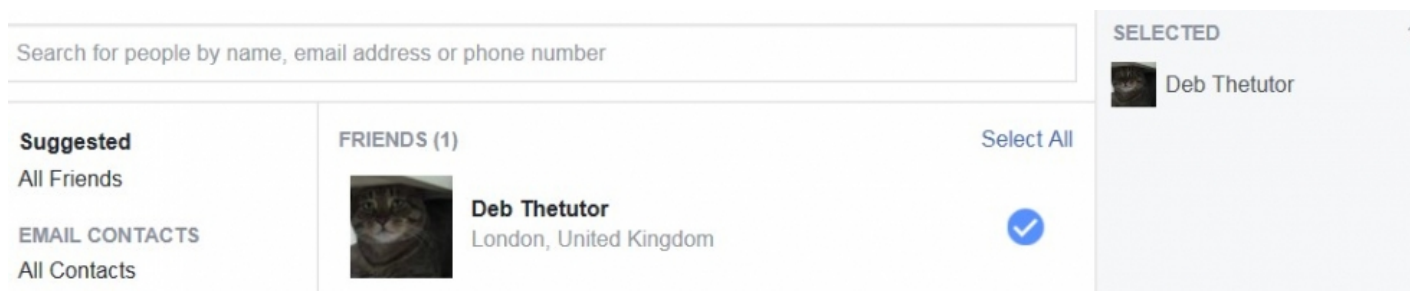 Search for people by name, email address or phone number
Suggested
All Friends
EMAIL CONTACTS
All Contacts
FRIENDS (1)
Select All
Deb Thetutor
London, United Kingdom
SELECTED
Deb Thetutor